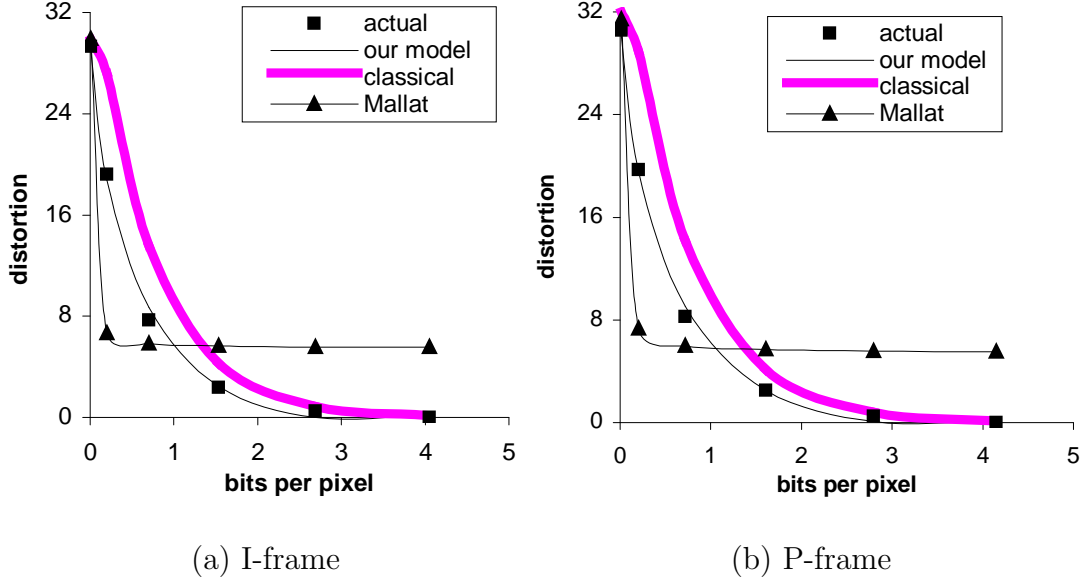 32
24
16
8
0
distortion
0 1 2 3 4 5
bits per pixel
actual
our model
classical
Mallat
(a) I-frame
32
24
16
8
0
distortion
0 1 2 3 4 5
bits per pixel
actual
our model
classical
Mallat
(b) P-frame